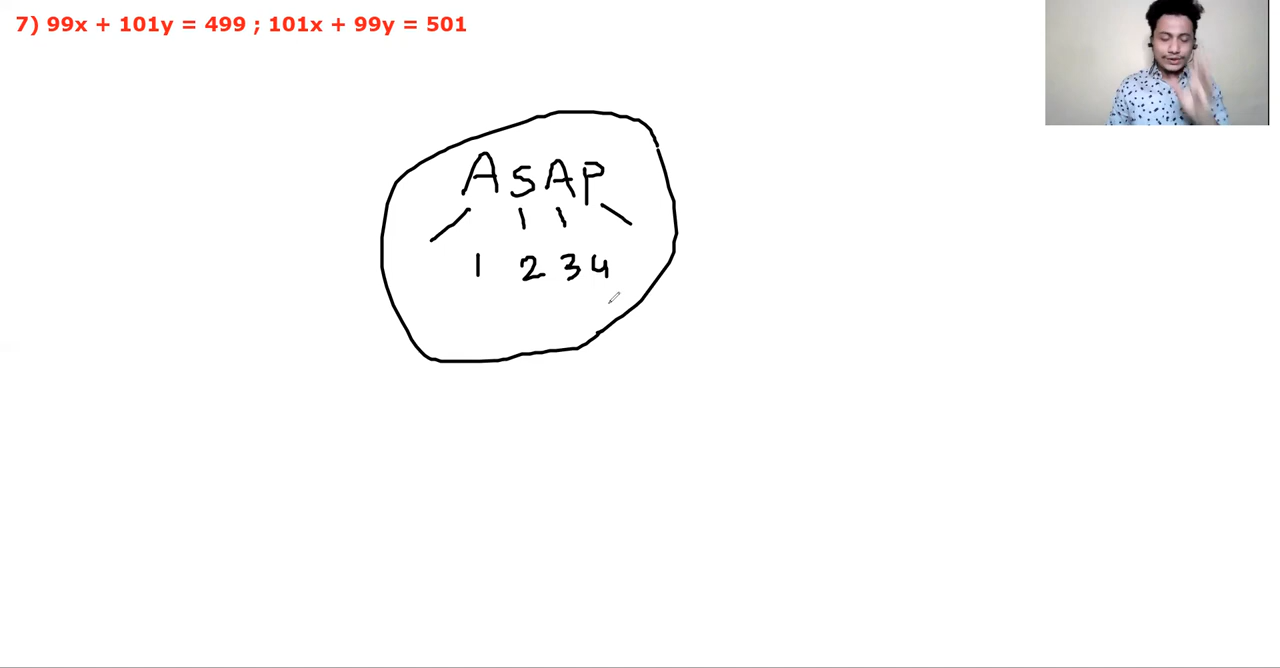 7) 99x + 101y = 499 ; 101x + 99y = 501
ASAP
1 2 3 4